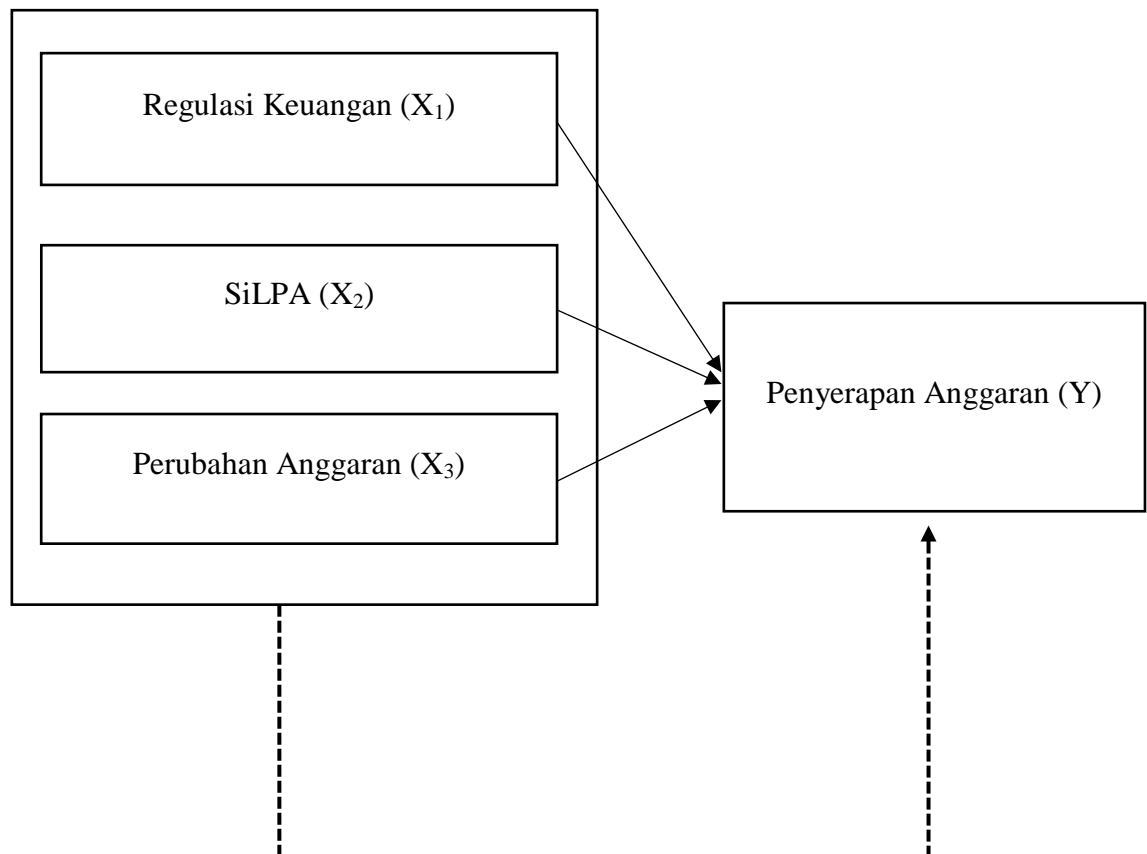 Regulasi Keuangan (X₁)
SiLPA (X₂)
Penyerapan Anggaran (Y)
Perubahan Anggaran (X₃)